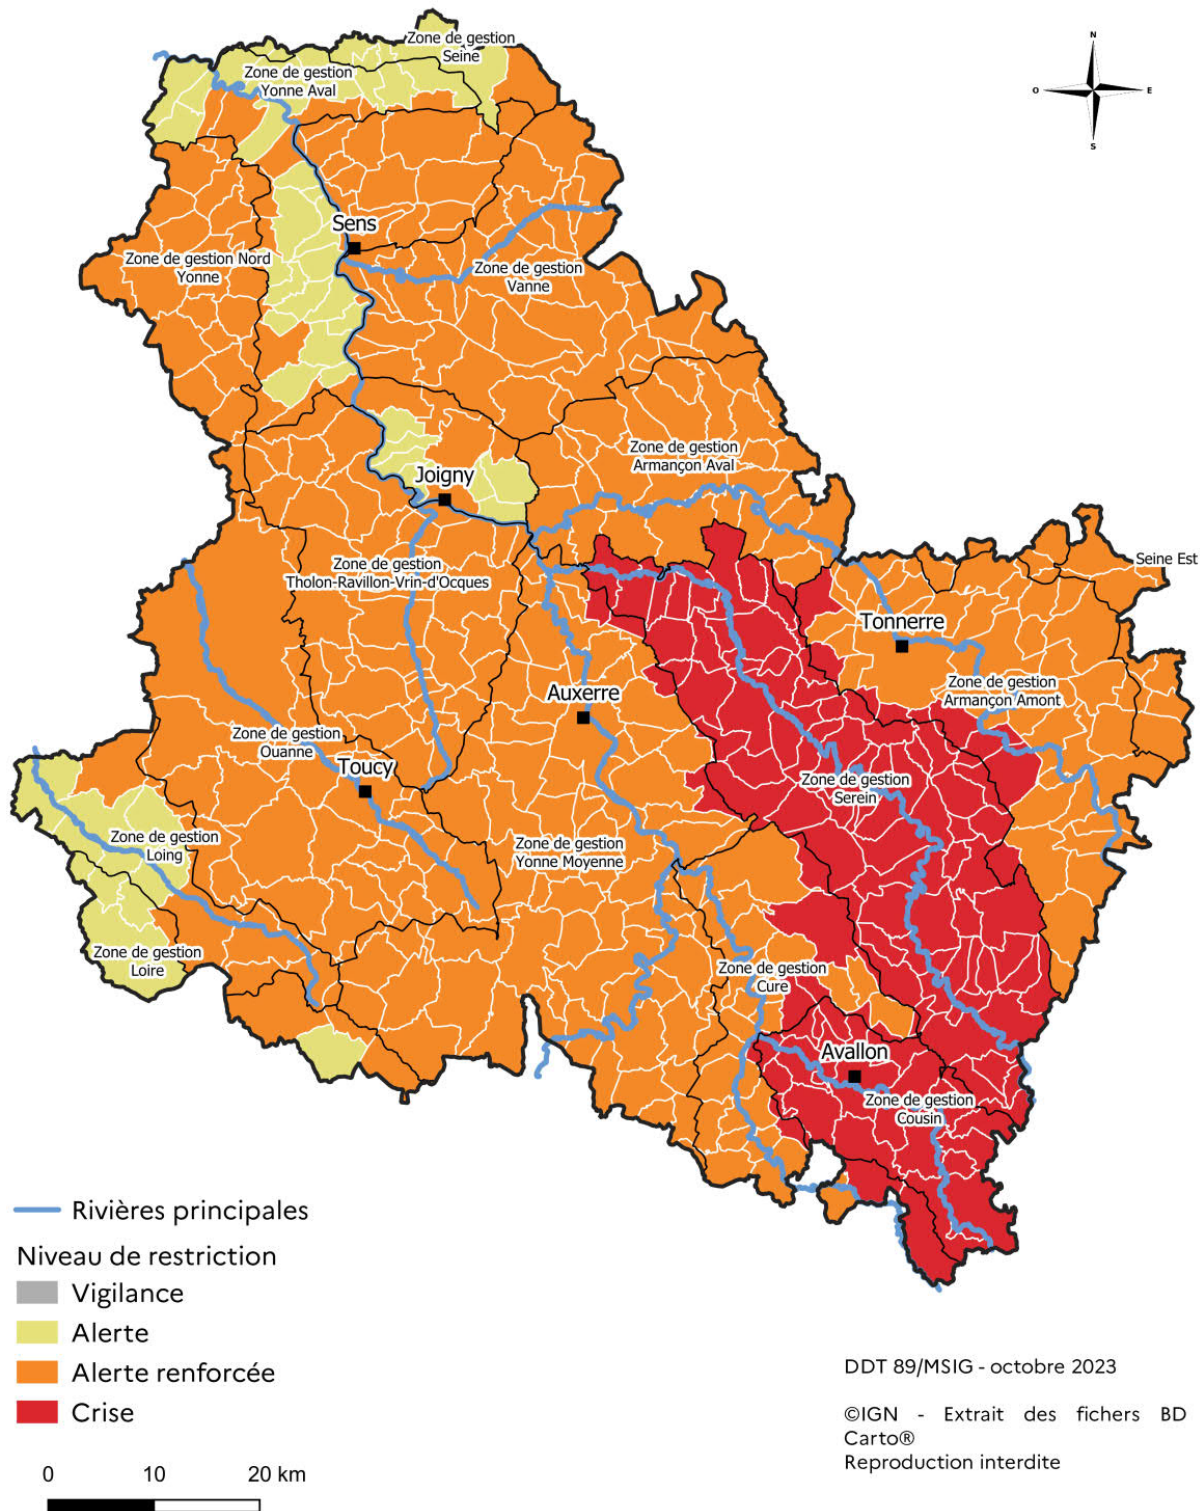 Zone de gestion
Seine
N
O
E
S
Zone de gestion
Yonne Aval
Sens
Zone de gestion Nord
Yonne
Zone de gestion
Vanne
Zone de gestion
Armançon Aval
Joigny
Seine Est
Zone de gestion
Tholon-Ravillon-Vrin-d'Ocques
Tonnerre
Zone de gestion
Armançon Amont
Auxerre
Zone de gestion
Ouanne
Toucy
Zone de gestion
Serein
Zone de gestion
Loing
Zone de gestion
Yonne Moyenne
Zone de gestion
Loire
Zone de gestion
Cure
Avallon
Zone de gestion
Cousin
Rivières principales
Niveau de restriction
Vigilance
Alerte
Alerte renforcée
Crise
0 10 20 km
DDT 89/MSIG - octobre 2023
©IGN - Extrait des fichers BD
Carto®
Reproduction interdite